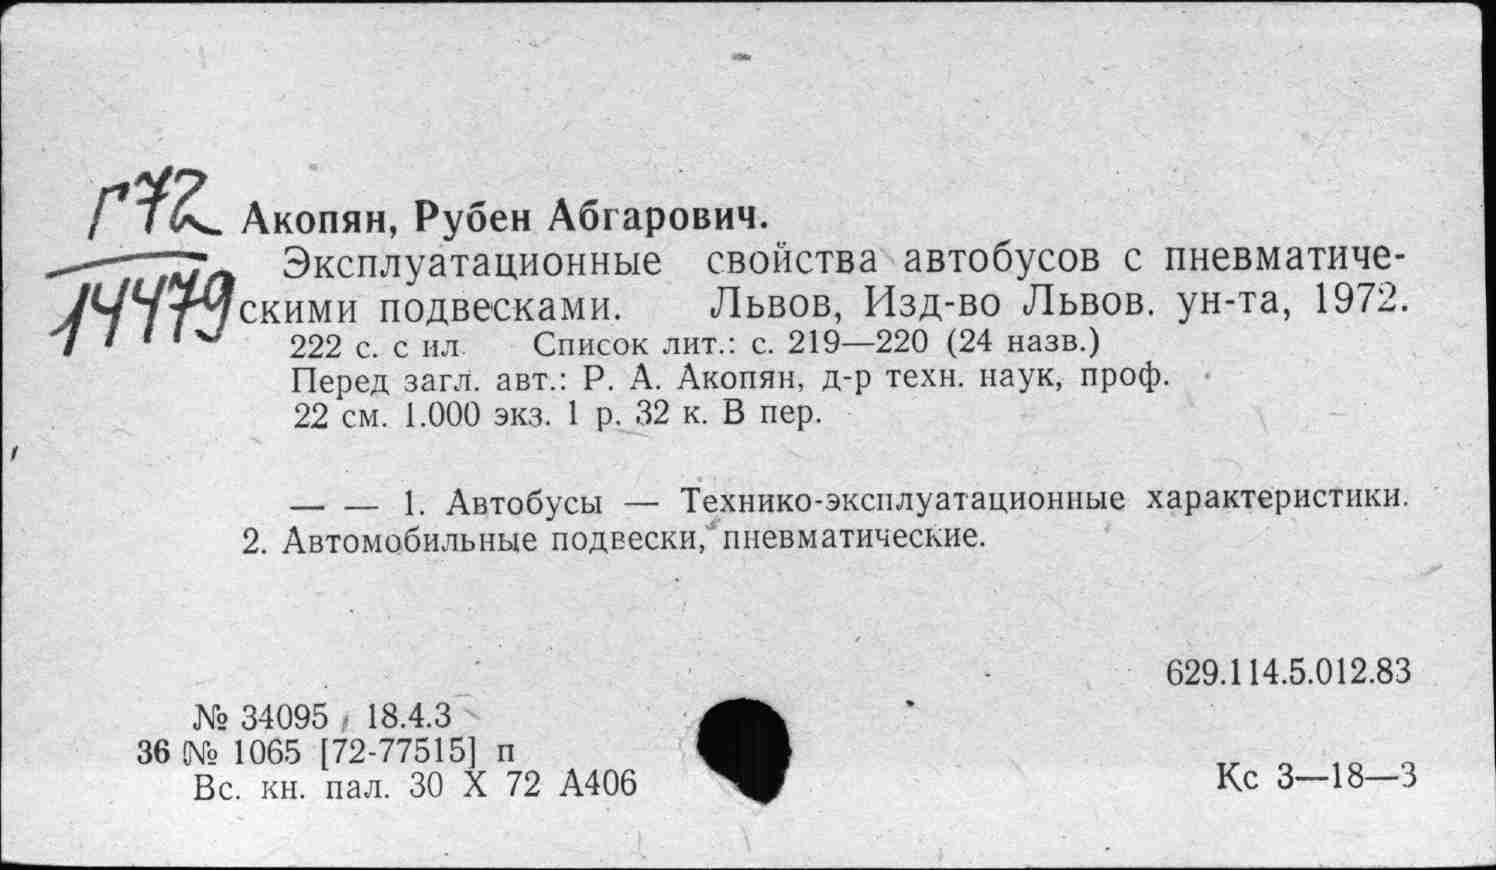 Г72
14479
Акопян, Рубен Абгарович.
Эксплуатационные свойства автобусов с пневматиче-
скими подвесками. Львов, Изд-во Львов. ун-та, 1972.
222 с. с ил. Список лит.: с. 219—220 (24 назв.)
Перед загл. авт.: Р. А. Акопян, д-р техн. наук, проф.
22 см. 1.000 экз. 1 р. 32 к. В пер.
— — 1. Автобусы — Технико-эксплуатационные характеристики.
2. Автомобильные подвески, пневматические.
629.114.5.012.83
№ 34095 18.4.3
36 № 1065 [72-77515] п
Вс. кн. пал. 30 X 72 А406
Кс 3—18—3